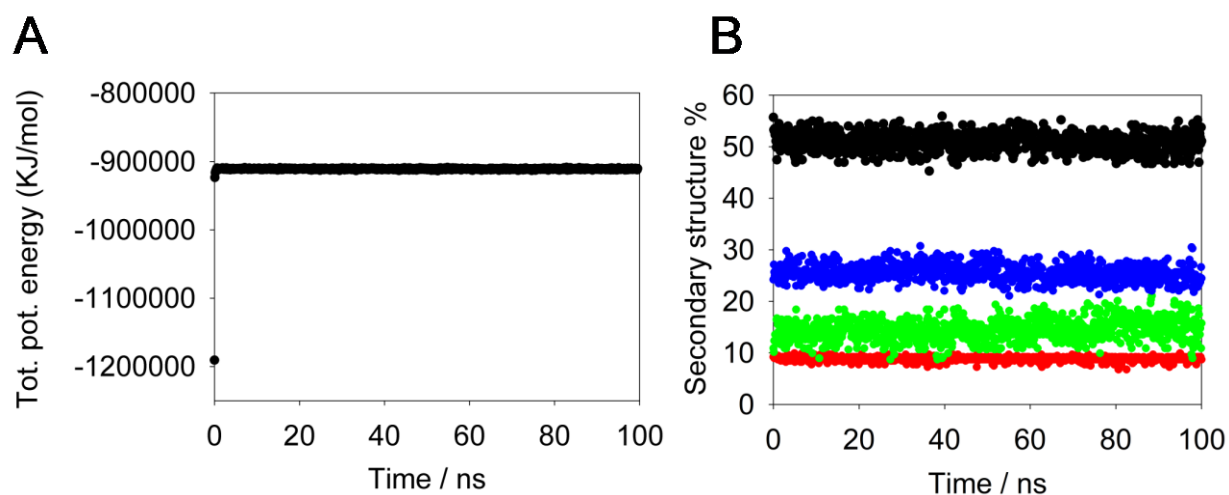 A
Tot. pot. energy (KJ/mol)
-800000
-900000
-1000000
-1100000
-1200000
0 20 40 60 80 100
Time / ns
B
Secondary structure %
60
50
40
30
20
10
0
0 20 40 60 80 100
Time / ns